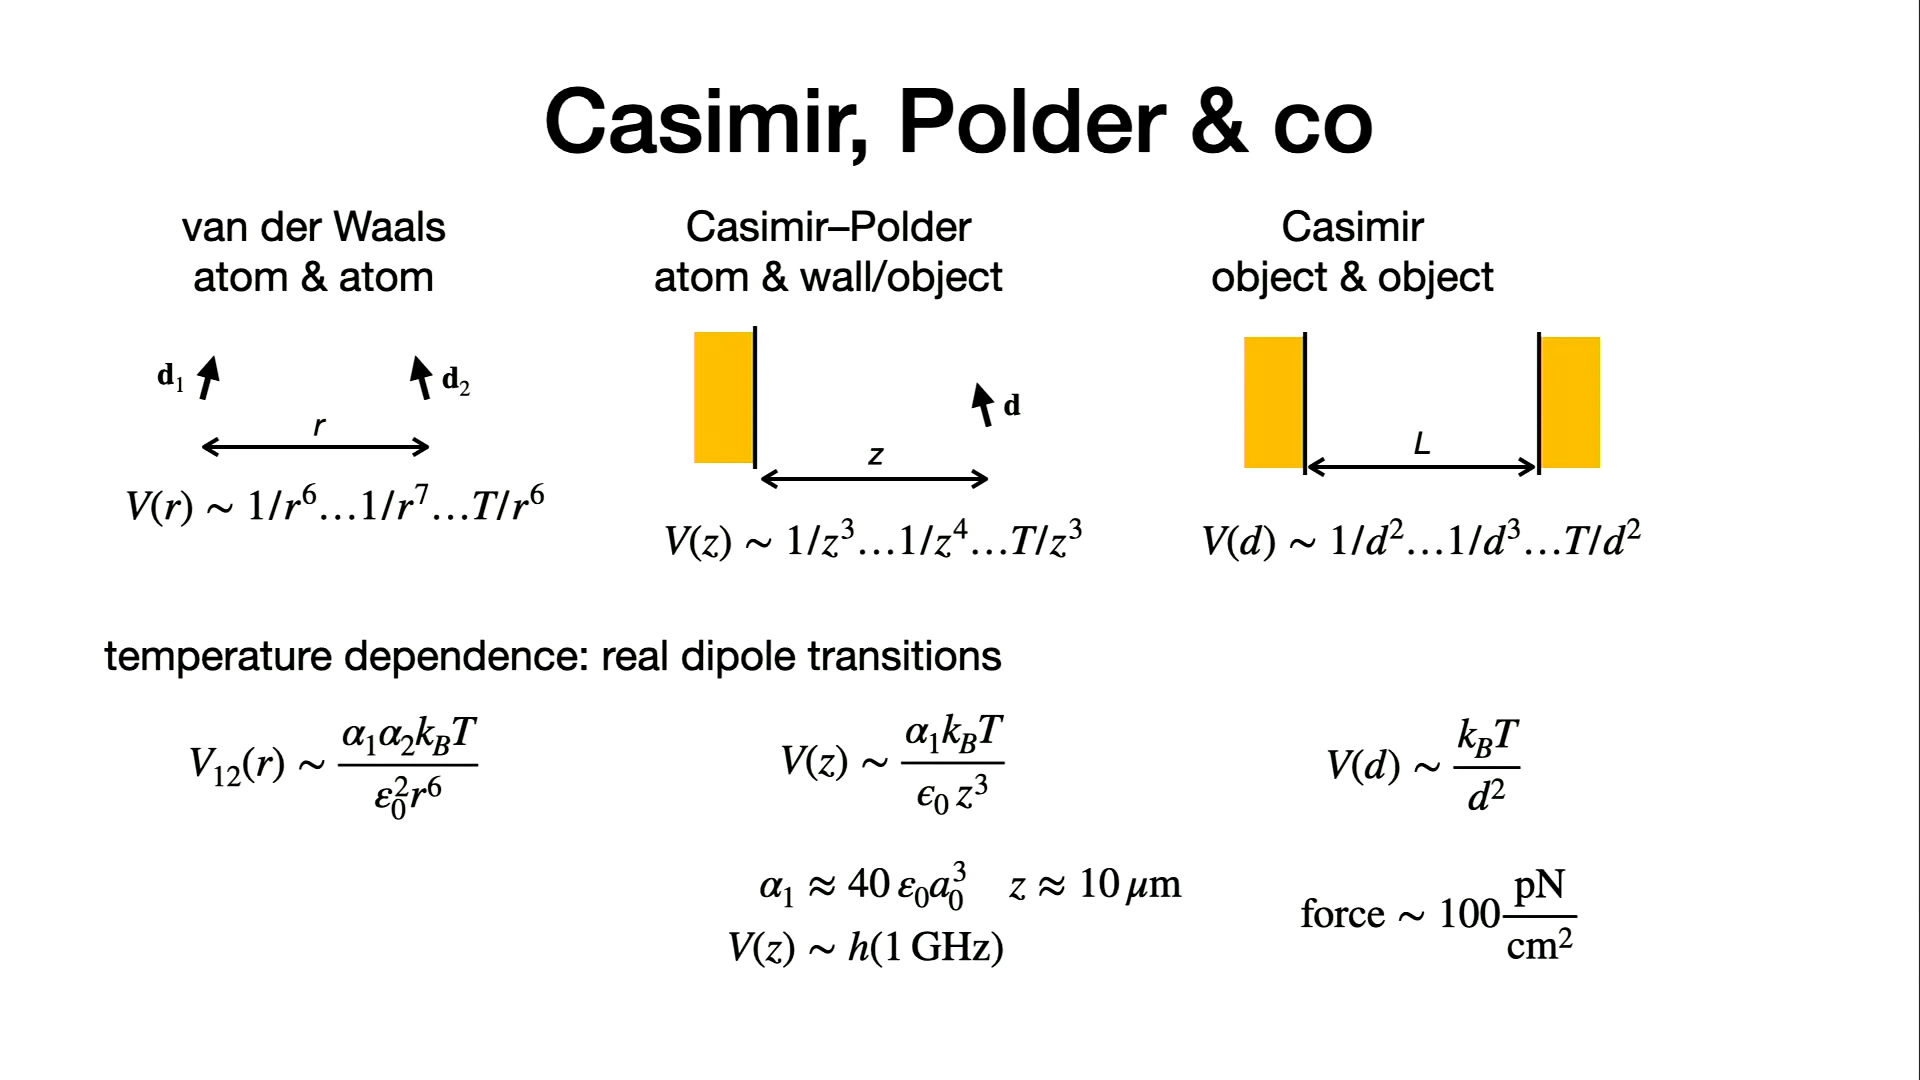 Casimir, Polder & co
van der Waals
atom & atom
d₁
d₂
r
V(r) ∼ 1/r⁶…1/r⁷…T/r⁶
Casimir–Polder
atom & wall/object
d
z
V(z) ∼ 1/z³…1/z⁴…T/z³
Casimir
object & object
L
V(d) ∼ 1/d²…1/d³…T/d²
temperature dependence: real dipole transitions
V₁₂(r) ∼ α₁α₂k_BT / ε₀²r⁶
V(z) ∼ α₁k_BT / ϵ₀ z³
α₁ ≈ 40 ε₀a₀³ z ≈ 10 μm
V(z) ∼ h(1 GHz)
V(d) ∼ k_BT / d²
force ∼ 100 pN / cm²